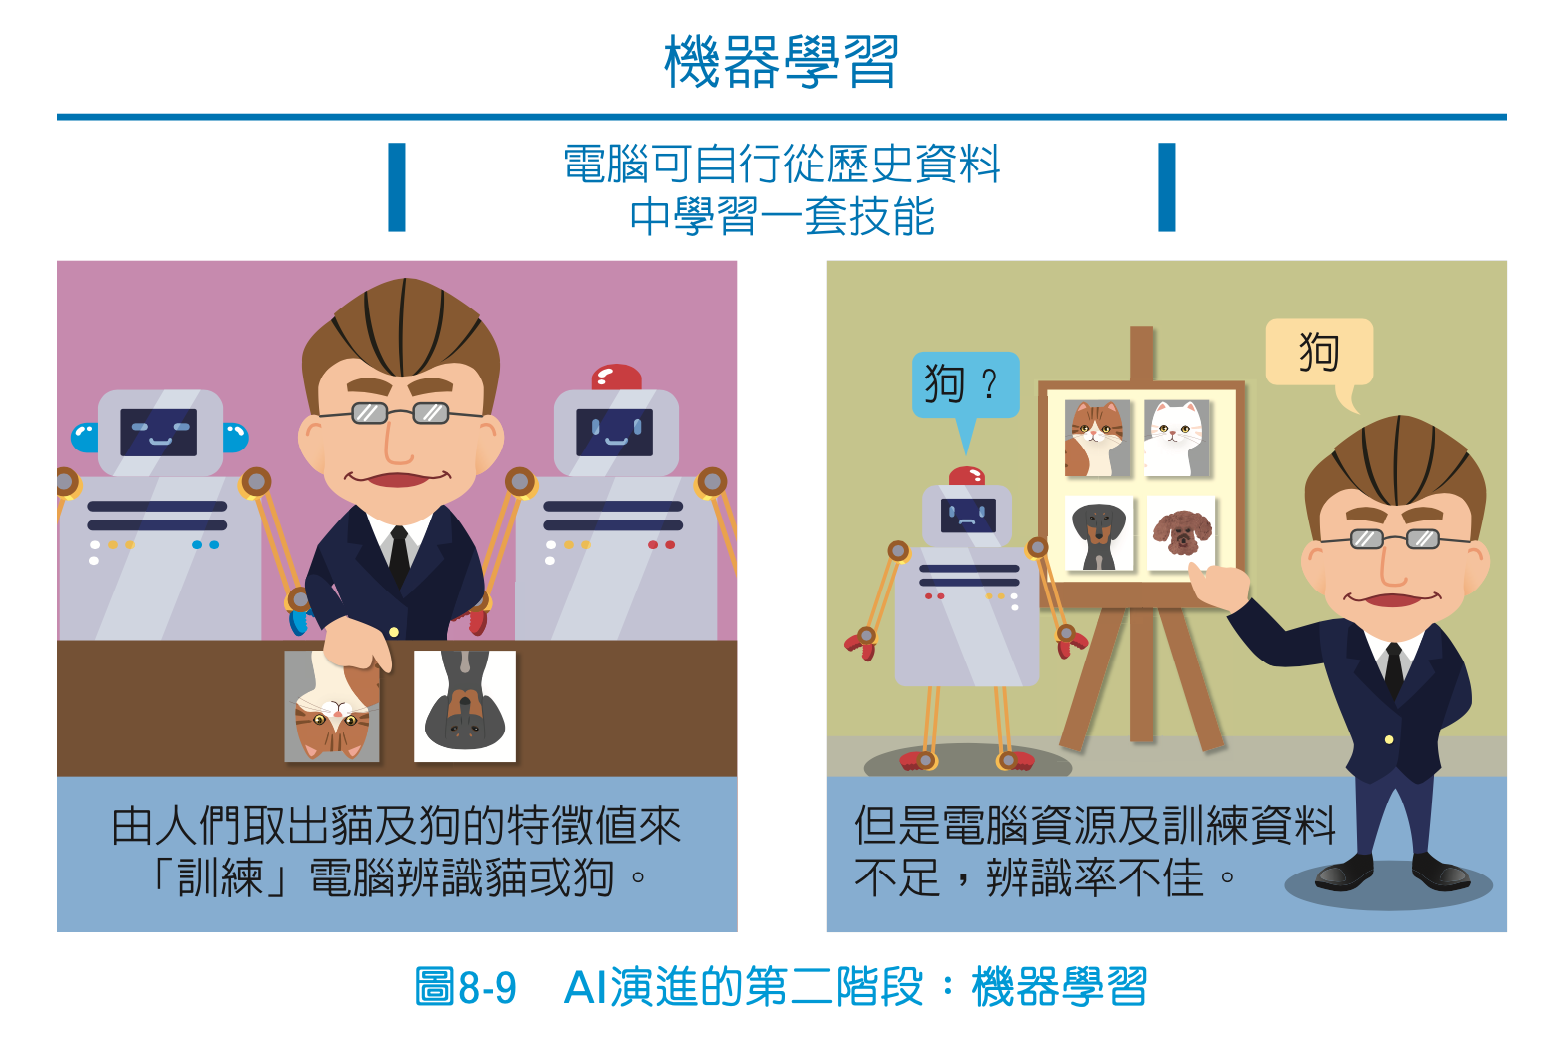 機器學習
電腦可自行從歷史資料
中學習一套技能
狗？
狗
由人們取出貓及狗的特徵值來
「訓練」電腦辨識貓或狗。
但是電腦資源及訓練資料
不足，辨識率不佳。
圖8-9　AI演進的第二階段：機器學習